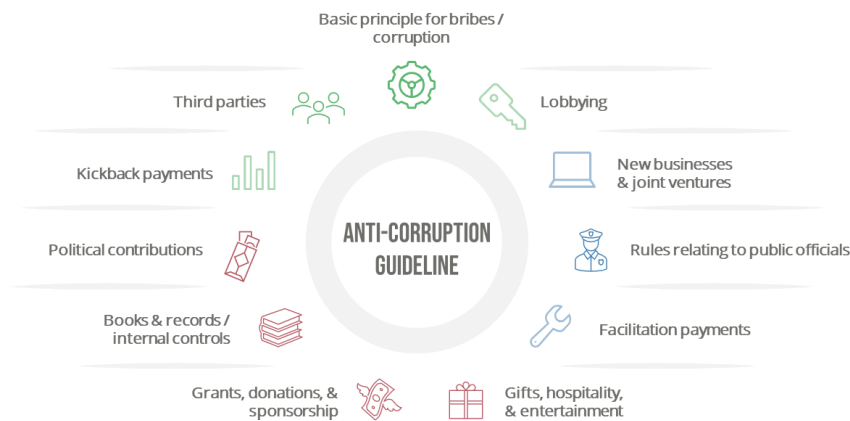 Basic principle for bribes /
corruption
Third parties
Lobbying
Kickback payments
New businesses
& joint ventures
ANTI-CORRUPTION
GUIDELINE
Political contributions
Rules relating to public officials
Books & records /
internal controls
Facilitation payments
Grants, donations, &
sponsorship
Gifts, hospitality,
& entertainment